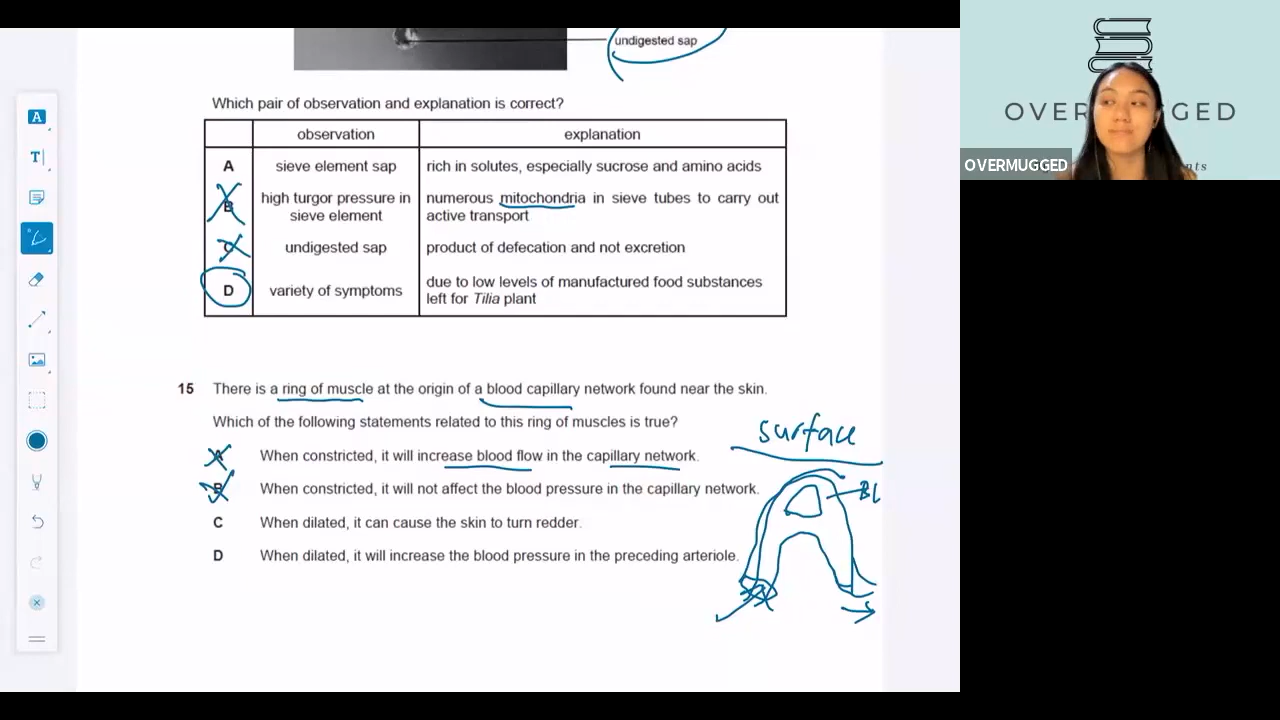 undigested sap
Which pair of observation and explanation is correct?
observation explanation
A sieve element sap rich in solutes, especially sucrose and amino acids
B high turgor pressure in sieve element numerous mitochondria in sieve tubes to carry out active transport
C undigested sap product of defecation and not excretion
D variety of symptoms due to low levels of manufactured food substances left for Tilia plant
15 There is a ring of muscle at the origin of a blood capillary network found near the skin.
Which of the following statements related to this ring of muscles is true?
A When constricted, it will increase blood flow in the capillary network.
B When constricted, it will not affect the blood pressure in the capillary network.
C When dilated, it can cause the skin to turn redder.
D When dilated, it will increase the blood pressure in the preceding arteriole.
surface
OVERMUGGED